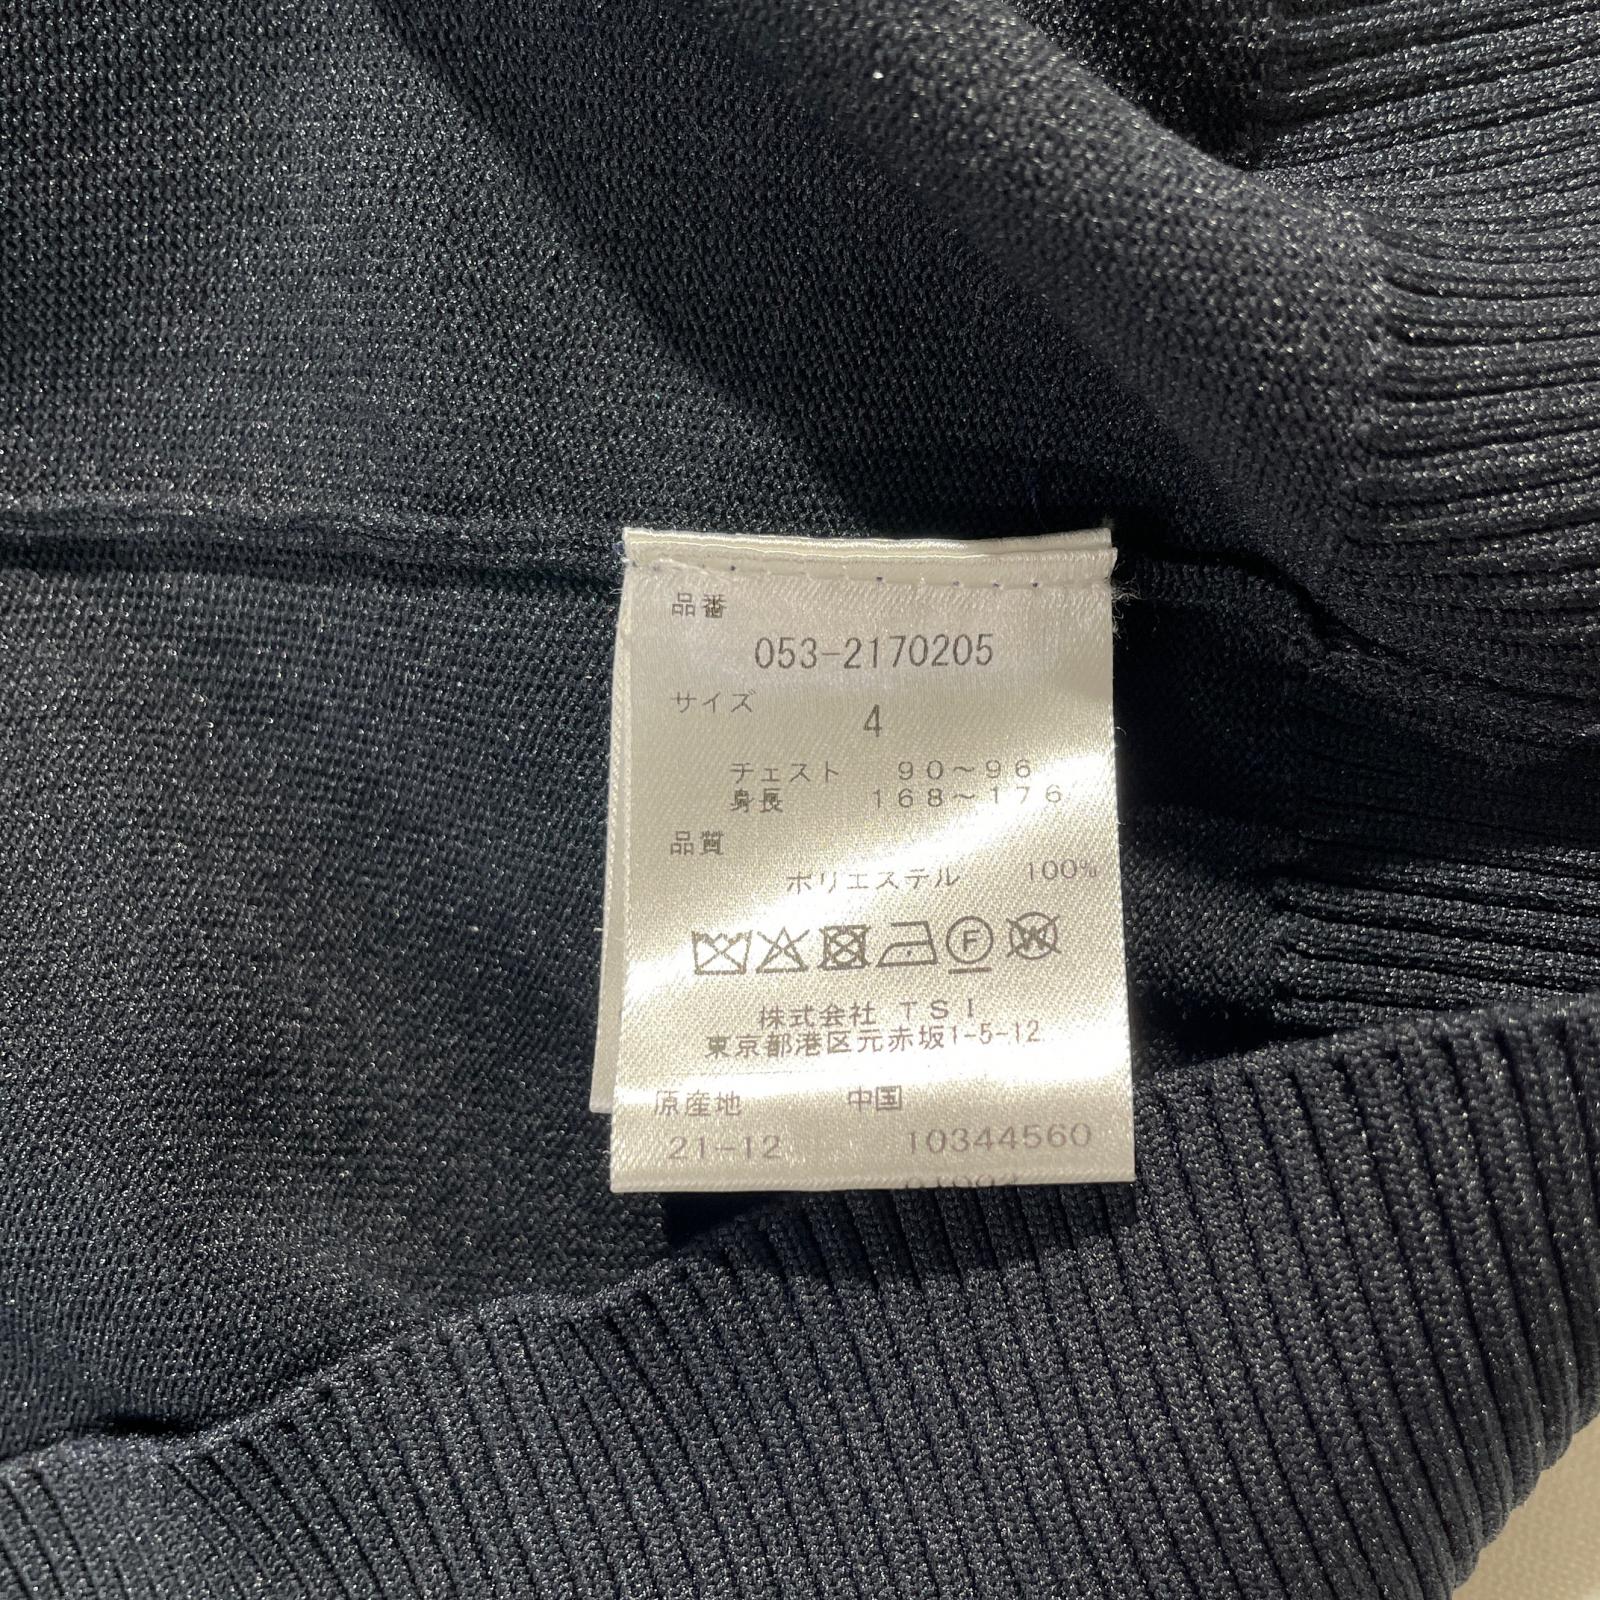 品番
053-2170205
サイズ
4
チェスト 90~96
身長 168~176
品質
ポリエステル 100%
F W
株式会社 TSI
東京都港区元赤坂1-5-12
原産地 中国
21-12 10344560